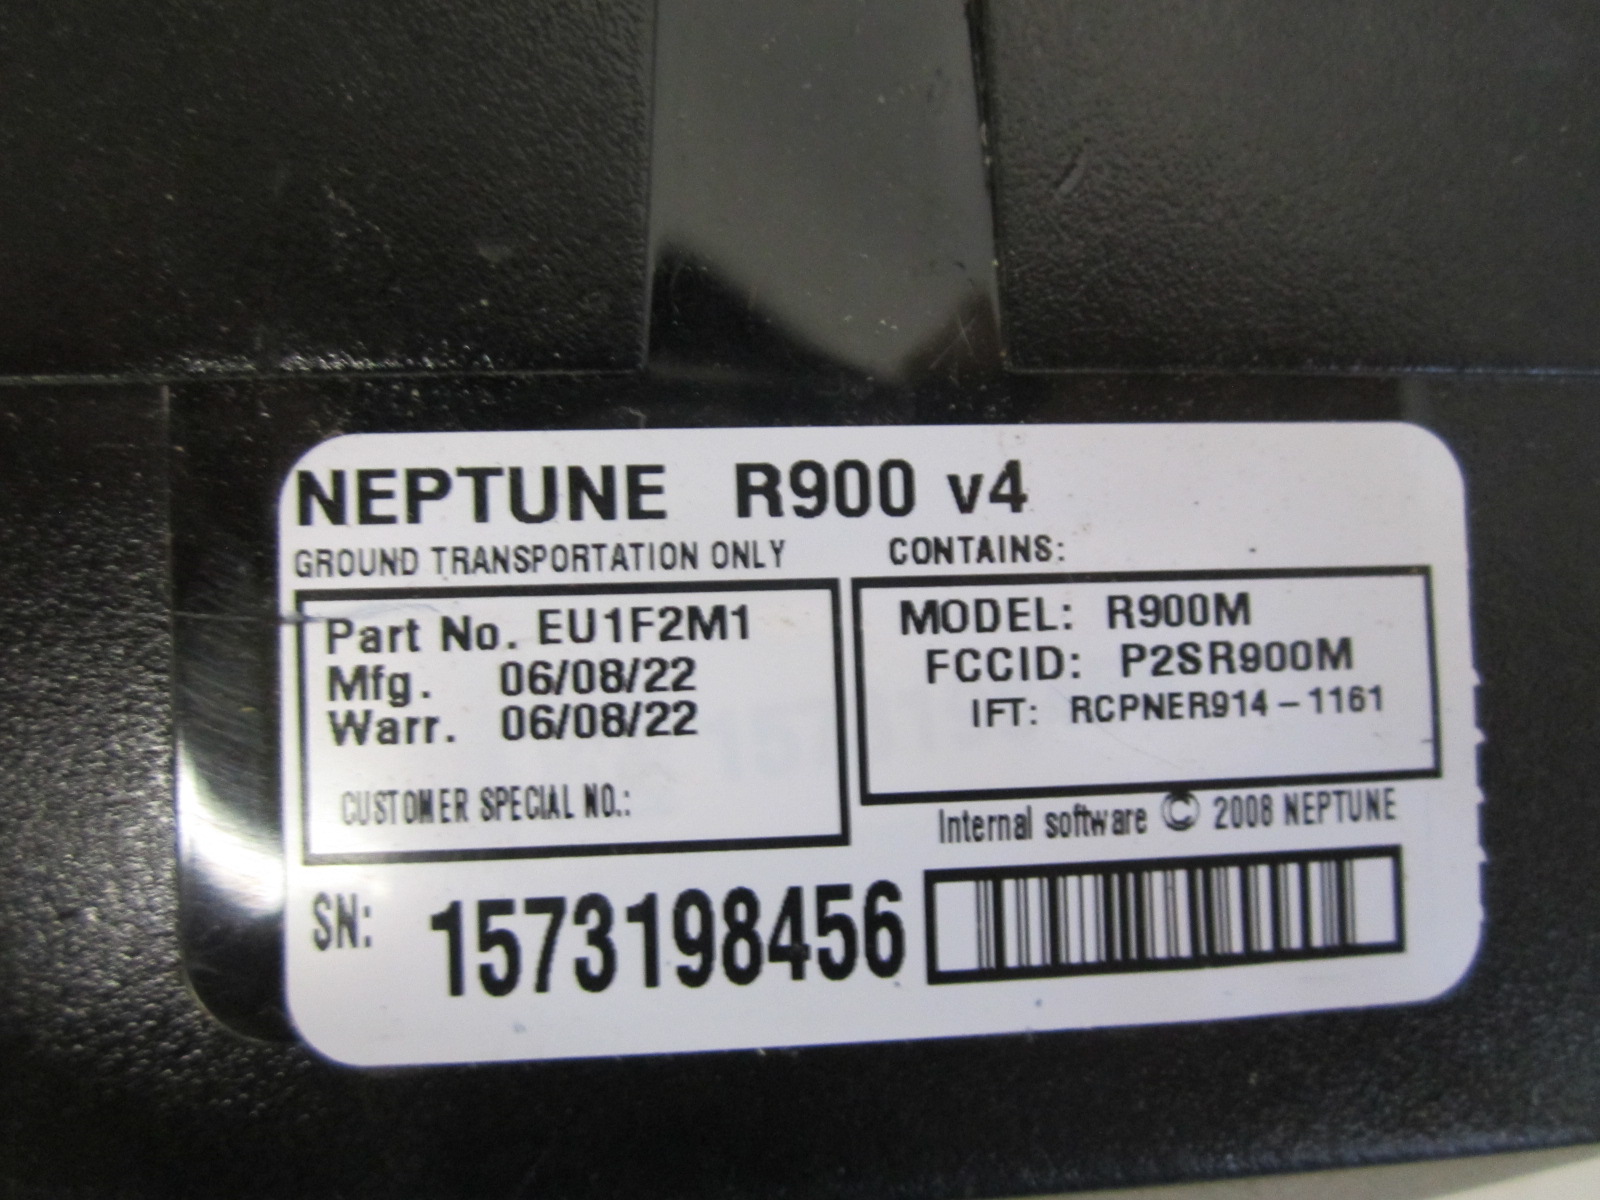 NEPTUNE R900 v4
GROUND TRANSPORTATION ONLY
CONTAINS:
Part No. EU1F2M1
Mfg. 06/08/22
Warr. 06/08/22
CUSTOMER SPECIAL NO.:
MODEL: R900M
FCCID: P2SR900M
IFT: RCPNER914-1161
Internal software © 2008 NEPTUNE
SN: 1573198456